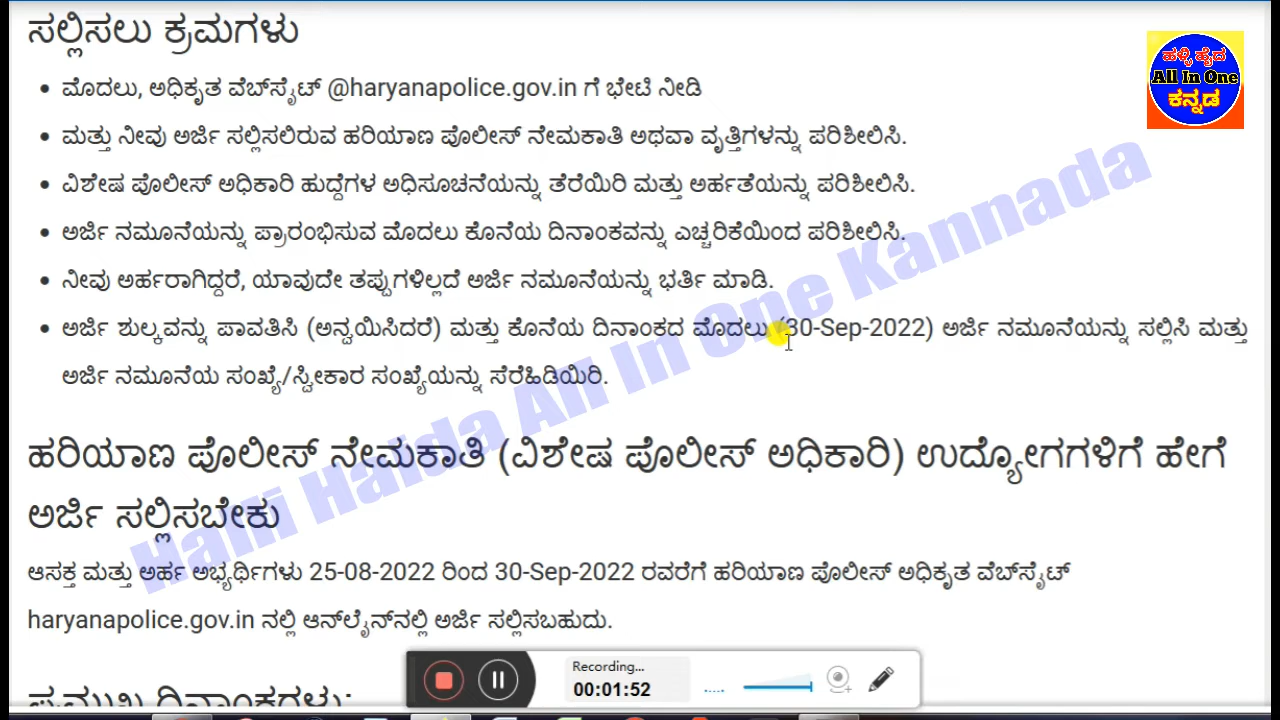 ಸಲ್ಲಿಸಲು ಕ್ರಮಗಳು
ಹಳ್ಳಿ ಹೈದ
All In One
ಕನ್ನಡ
• ಮೊದಲು, ಅಧಿಕೃತ ವೆಬ್‌ಸೈಟ್ @haryanapolice.gov.in ಗೆ ಭೇಟಿ ನೀಡಿ
• ಮತ್ತು ನೀವು ಅರ್ಜಿ ಸಲ್ಲಿಸಲಿರುವ ಹರಿಯಾಣ ಪೊಲೀಸ್ ನೇಮಕಾತಿ ಅಥವಾ ವೃತ್ತಿಗಳನ್ನು ಪರಿಶೀಲಿಸಿ.
• ವಿಶೇಷ ಪೊಲೀಸ್ ಅಧಿಕಾರಿ ಹುದ್ದೆಗಳ ಅಧಿಸೂಚನೆಯನ್ನು ತೆರೆಯಿರಿ ಮತ್ತು ಅರ್ಹತೆಯನ್ನು ಪರಿಶೀಲಿಸಿ.
• ಅರ್ಜಿ ನಮೂನೆಯನ್ನು ಪ್ರಾರಂಭಿಸುವ ಮೊದಲು ಕೊನೆಯ ದಿನಾಂಕವನ್ನು ಎಚ್ಚರಿಕೆಯಿಂದ ಪರಿಶೀಲಿಸಿ.
• ನೀವು ಅರ್ಹರಾಗಿದ್ದರೆ, ಯಾವುದೇ ತಪ್ಪುಗಳಿಲ್ಲದೆ ಅರ್ಜಿ ನಮೂನೆಯನ್ನು ಭರ್ತಿ ಮಾಡಿ.
• ಅರ್ಜಿ ಶುಲ್ಕವನ್ನು ಪಾವತಿಸಿ (ಅನ್ವಯಿಸಿದರೆ) ಮತ್ತು ಕೊನೆಯ ದಿನಾಂಕದ ಮೊದಲು (30-Sep-2022) ಅರ್ಜಿ ನಮೂನೆಯನ್ನು ಸಲ್ಲಿಸಿ ಮತ್ತು
ಅರ್ಜಿ ನಮೂನೆಯ ಸಂಖ್ಯೆ/ಸ್ವೀಕಾರ ಸಂಖ್ಯೆಯನ್ನು ಸೆರೆಹಿಡಿಯಿರಿ.
Halli Haida All In One Kannada
ಹರಿಯಾಣ ಪೊಲೀಸ್ ನೇಮಕಾತಿ (ವಿಶೇಷ ಪೊಲೀಸ್ ಅಧಿಕಾರಿ) ಉದ್ಯೋಗಗಳಿಗೆ ಹೇಗೆ
ಅರ್ಜಿ ಸಲ್ಲಿಸಬೇಕು
ಆಸಕ್ತ ಮತ್ತು ಅರ್ಹ ಅಭ್ಯರ್ಥಿಗಳು 25-08-2022 ರಿಂದ 30-Sep-2022 ರವರೆಗೆ ಹರಿಯಾಣ ಪೊಲೀಸ್ ಅಧಿಕೃತ ವೆಬ್‌ಸೈಟ್
haryanapolice.gov.in ನಲ್ಲಿ ಆನ್‌ಲೈನ್‌ನಲ್ಲಿ ಅರ್ಜಿ ಸಲ್ಲಿಸಬಹುದು.
ಪ್ರಮುಖ ದಿನಾಂಕಗಳು:
Recording...
00:01:52